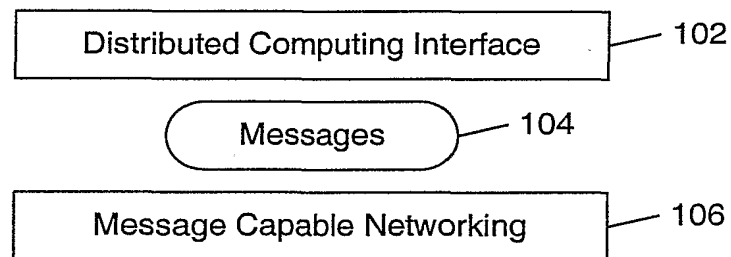 Distributed Computing Interface 102
Messages 104
Message Capable Networking 106